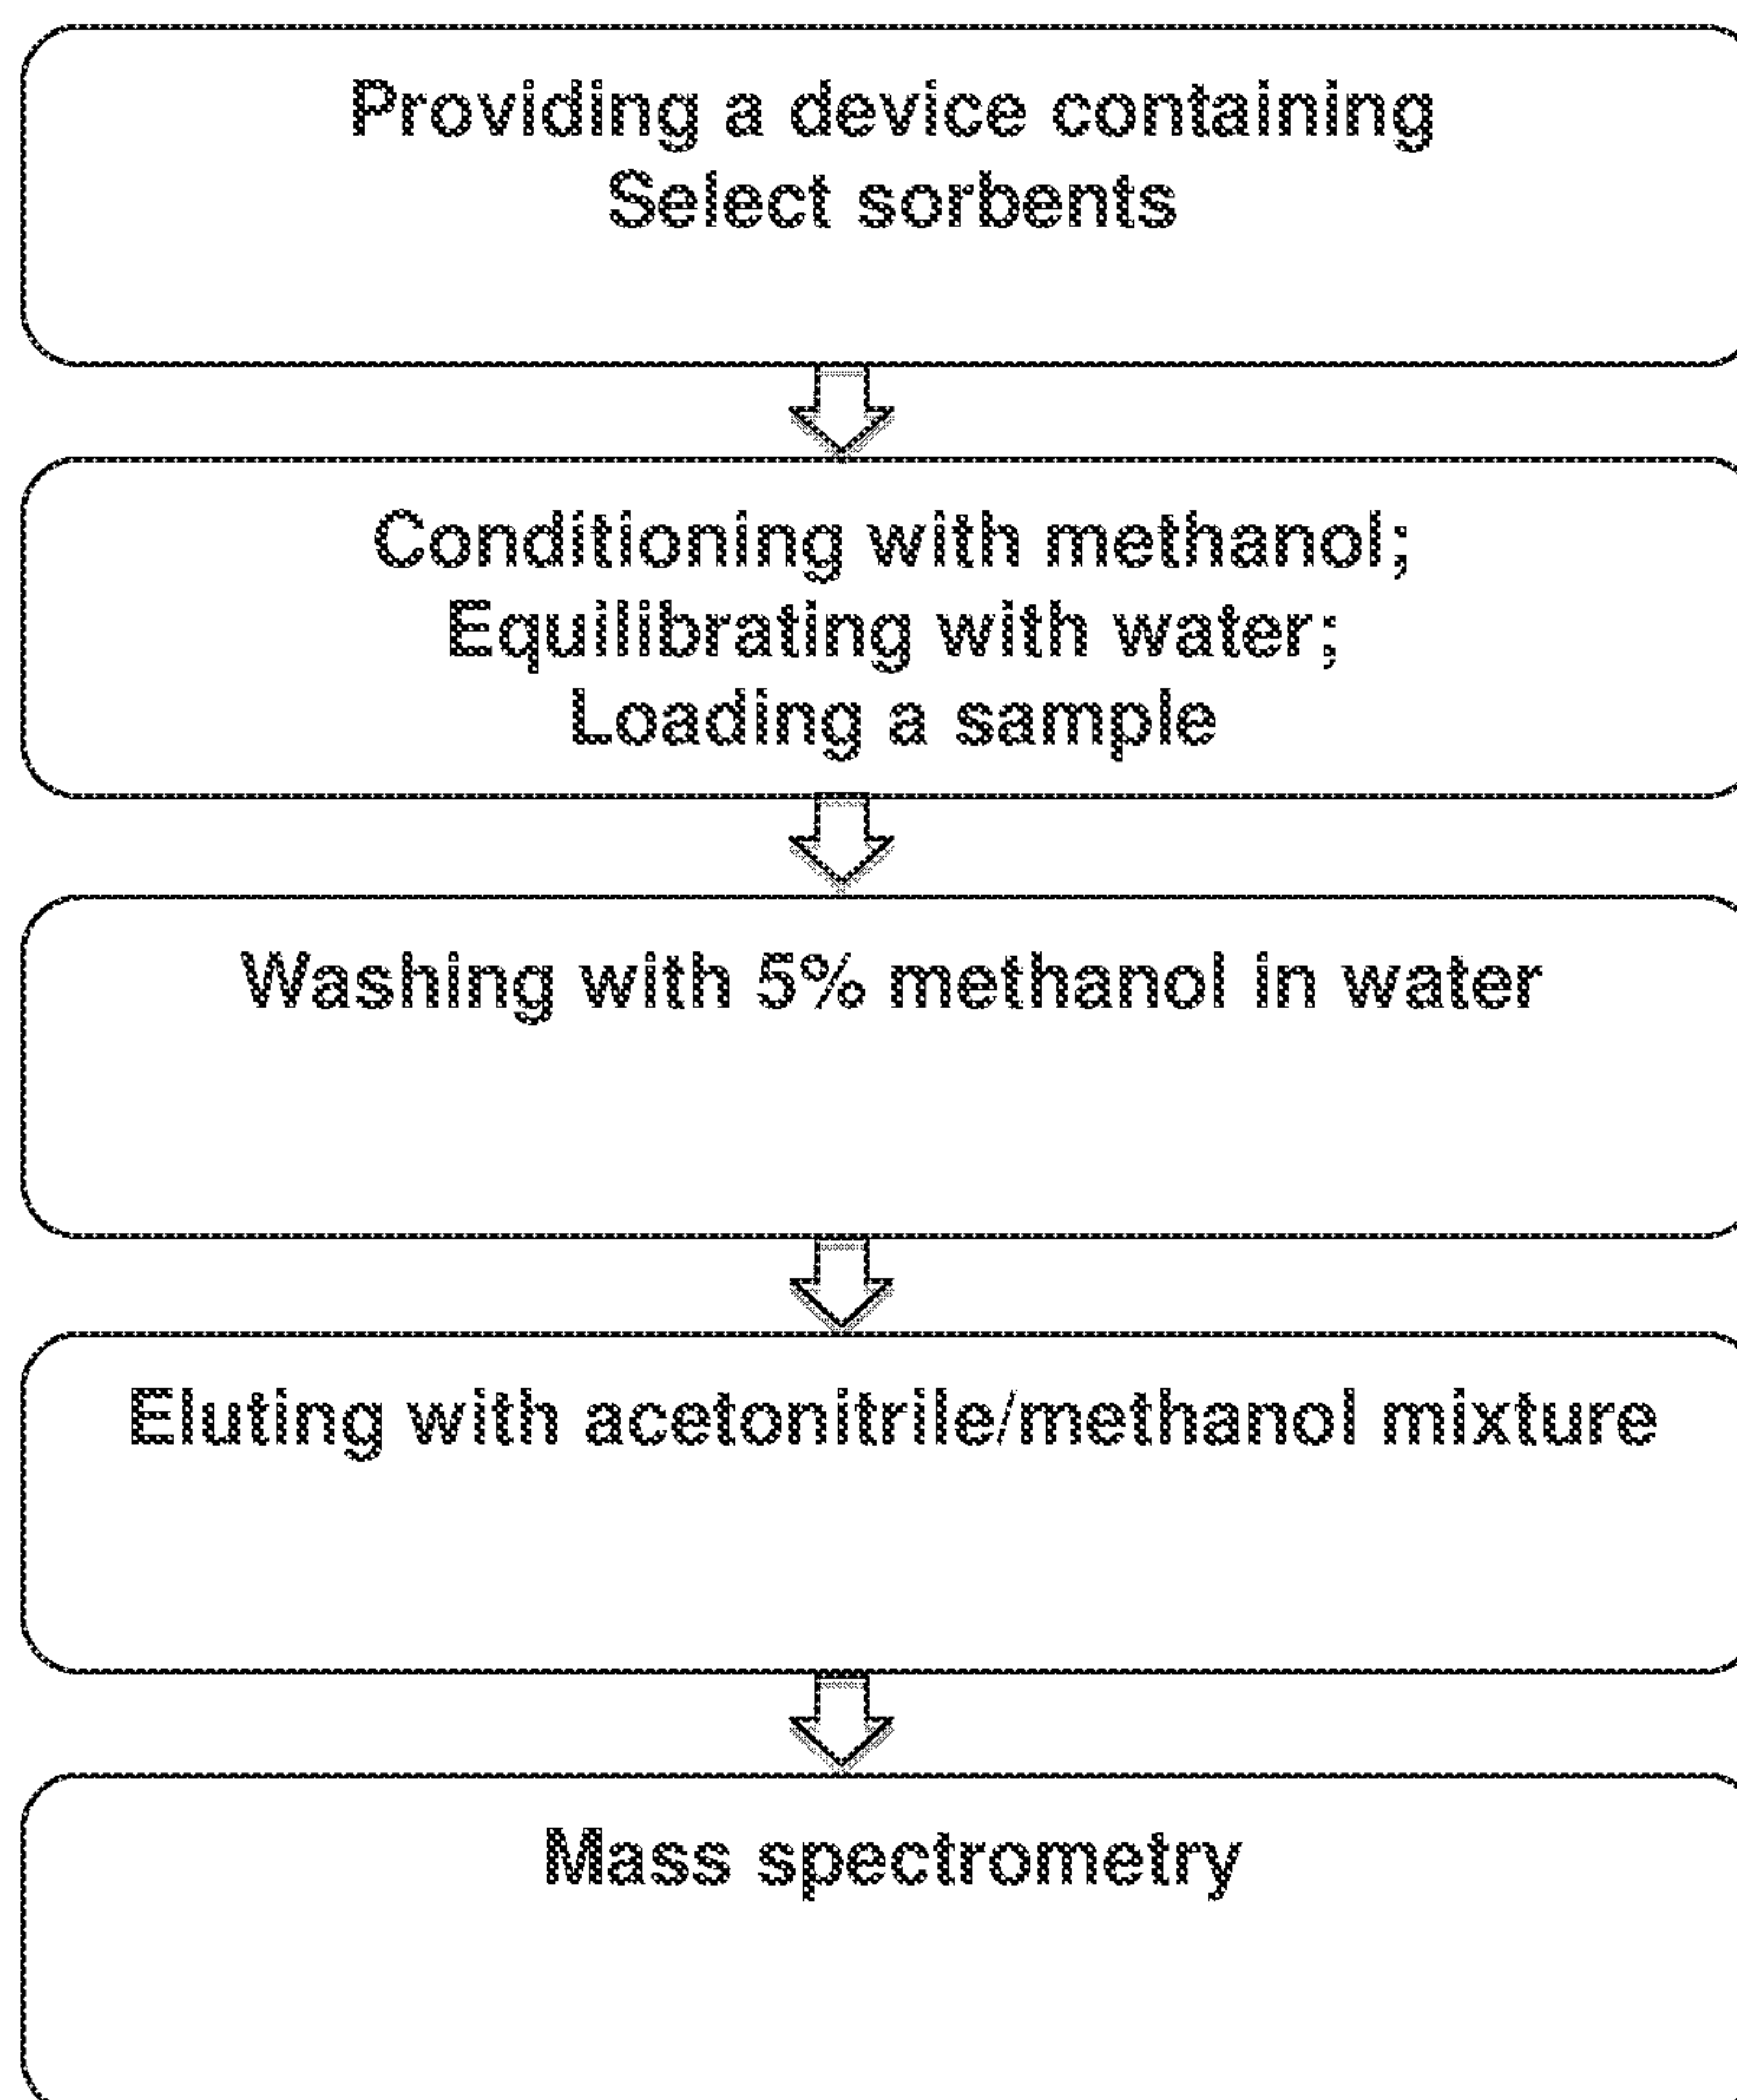 Providing a device containing
Select sorbents
Conditioning with methanol;
Equilibrating with water;
Loading a sample
Washing with 5% methanol in water
Eluting with acetonitrile/methanol mixture
Mass spectrometry